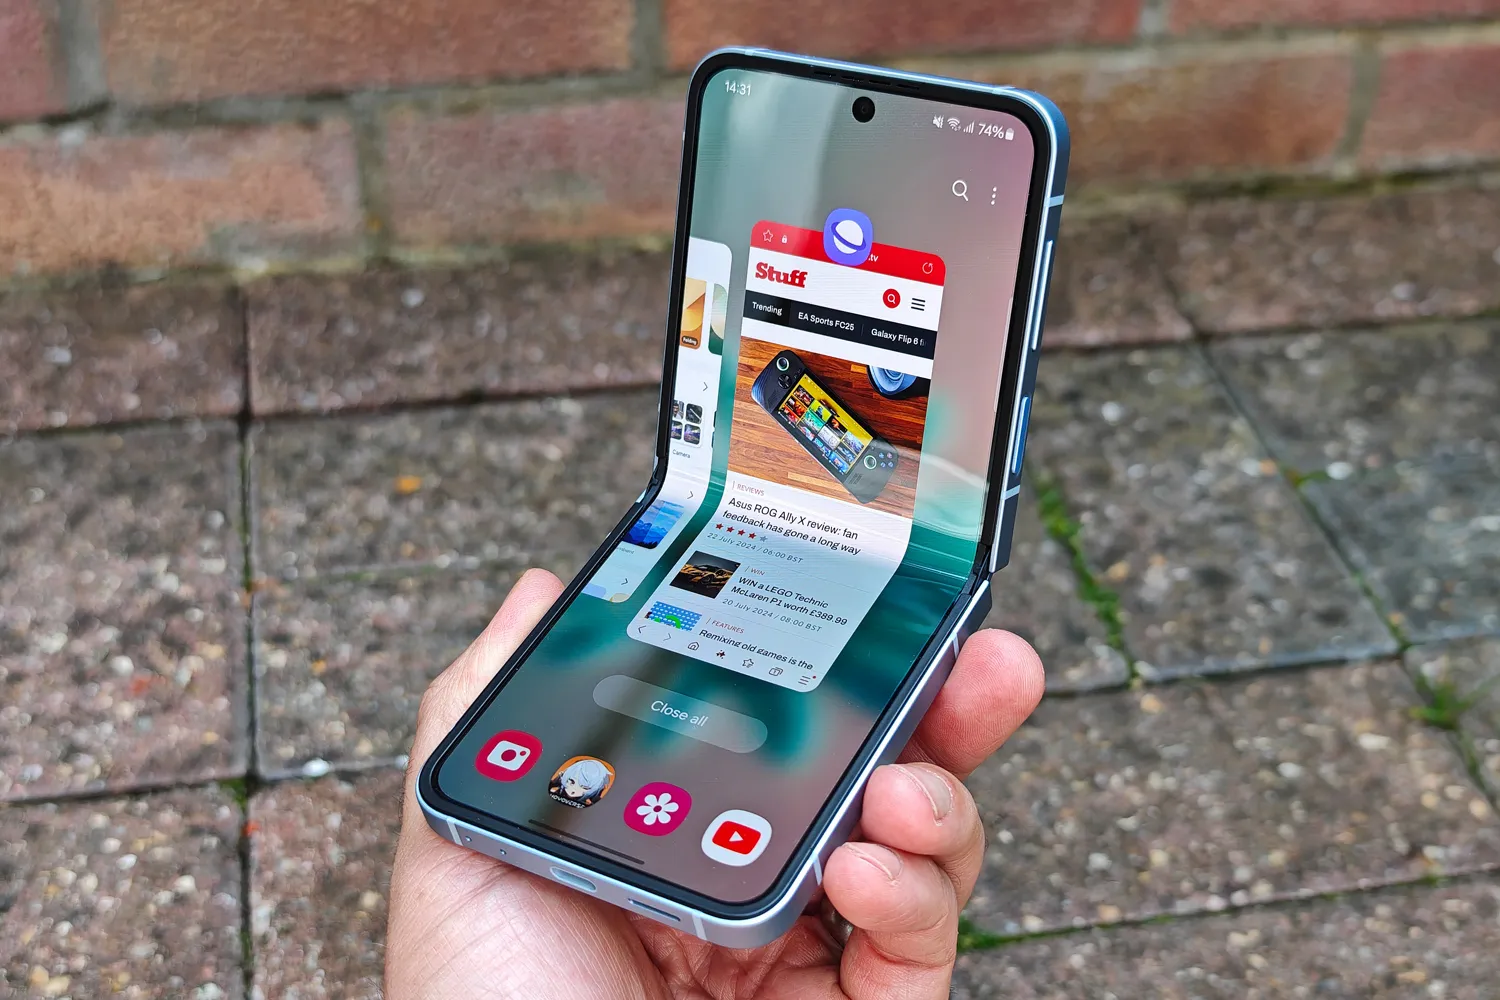 14:31
74%
.tv
Stuff
Trending
EA Sports FC25
Galaxy Flip 6
REVIEWS
Asus ROG Ally X review: fan
feedback has gone a long way
22 July 2024 / 06:00 BST
WIN
WIN a LEGO Technic
McLaren P1 worth £389.99
20 July 2024 / 08:00 BST
FEATURES
Remixing old games is the
Camera
Close all